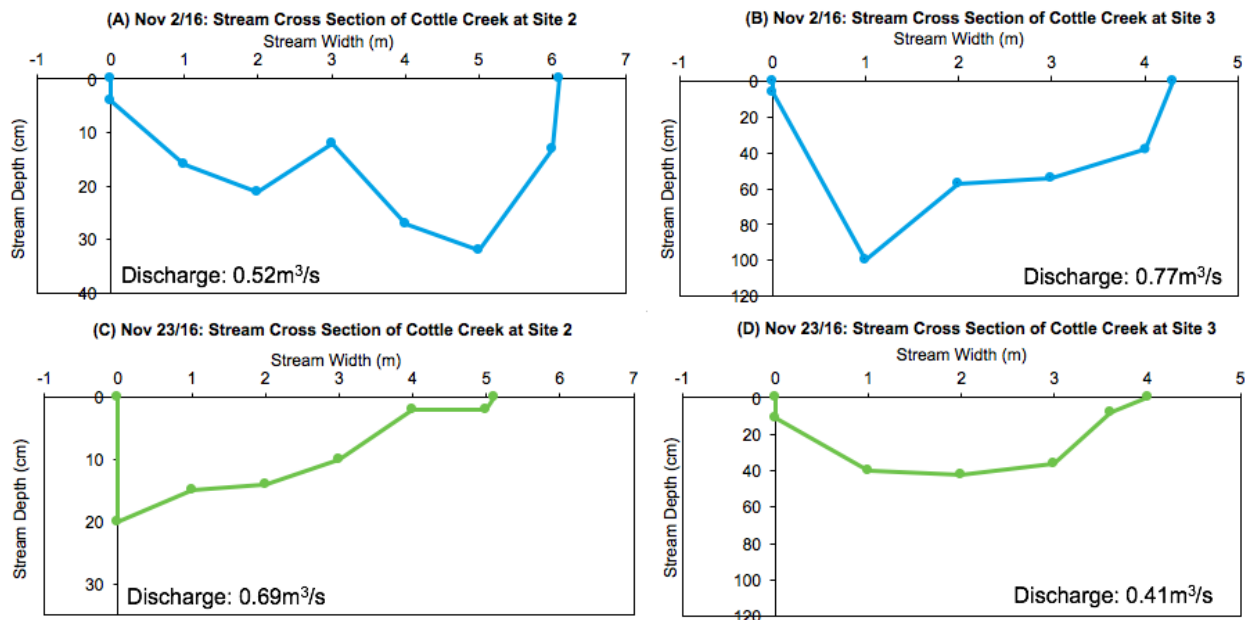 (A) Nov 2/16: Stream Cross Section of Cottle Creek at Site 2
Stream Width (m)
-1 0 1 2 3 4 5 6 7
0
10
20
30
40
Stream Depth (cm)
Discharge: 0.52m³/s
(B) Nov 2/16: Stream Cross Section of Cottle Creek at Site 3
Stream Width (m)
-1 0 1 2 3 4 5
0
20
40
60
80
100
120
Stream Depth (cm)
Discharge: 0.77m³/s
(C) Nov 23/16: Stream Cross Section of Cottle Creek at Site 2
Stream Width (m)
-1 0 1 2 3 4 5 6 7
0
10
20
30
Stream Depth (cm)
Discharge: 0.69m³/s
(D) Nov 23/16: Stream Cross Section of Cottle Creek at Site 3
Stream Width (m)
-1 0 1 2 3 4 5
0
20
40
60
80
100
120
Stream Depth (cm)
Discharge: 0.41m³/s